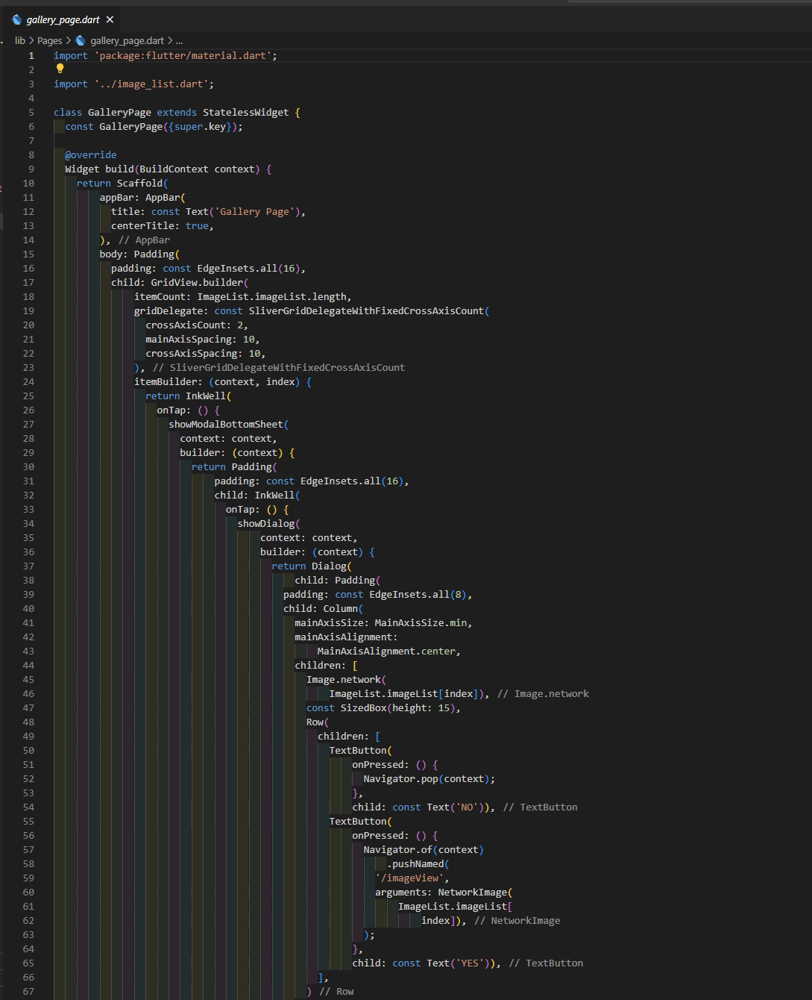 gallery_page.dart ×
lib > Pages > gallery_page.dart > ...
1 import 'package:flutter/material.dart';
2
3 import '../image_list.dart';
4
5 class GalleryPage extends StatelessWidget {
6 const GalleryPage({super.key});
7
8 @override
9 Widget build(BuildContext context) {
10 return Scaffold(
11 appBar: AppBar(
12 title: const Text('Gallery Page'),
13 centerTitle: true,
14 ), // AppBar
15 body: Padding(
16 padding: const EdgeInsets.all(16),
17 child: GridView.builder(
18 itemCount: ImageList.imageList.length,
19 gridDelegate: const SliverGridDelegateWithFixedCrossAxisCount(
20 crossAxisCount: 2,
21 mainAxisSpacing: 10,
22 crossAxisSpacing: 10,
23 ), // SliverGridDelegateWithFixedCrossAxisCount
24 itemBuilder: (context, index) {
25 return InkWell(
26 onTap: () {
27 showModalBottomSheet(
28 context: context,
29 builder: (context) {
30 return Padding(
31 padding: const EdgeInsets.all(16),
32 child: InkWell(
33 onTap: () {
34 showDialog(
35 context: context,
36 builder: (context) {
37 return Dialog(
38 child: Padding(
39 padding: const EdgeInsets.all(8),
40 child: Column(
41 mainAxisSize: MainAxisSize.min,
42 mainAxisAlignment:
43 MainAxisAlignment.center,
44 children: [
45 Image.network(
46 ImageList.imageList[index]), // Image.network
47 const SizedBox(height: 15),
48 Row(
49 children: [
50 TextButton(
51 onPressed: () {
52 Navigator.pop(context);
53 },
54 child: const Text('NO')), // TextButton
55 TextButton(
56 onPressed: () {
57 Navigator.of(context)
58 .pushNamed(
59 '/imageView',
60 arguments: NetworkImage(
61 ImageList.imageList[
62 index]), // NetworkImage
63 );
64 },
65 child: const Text('YES')), // TextButton
66 ],
67 ) // Row